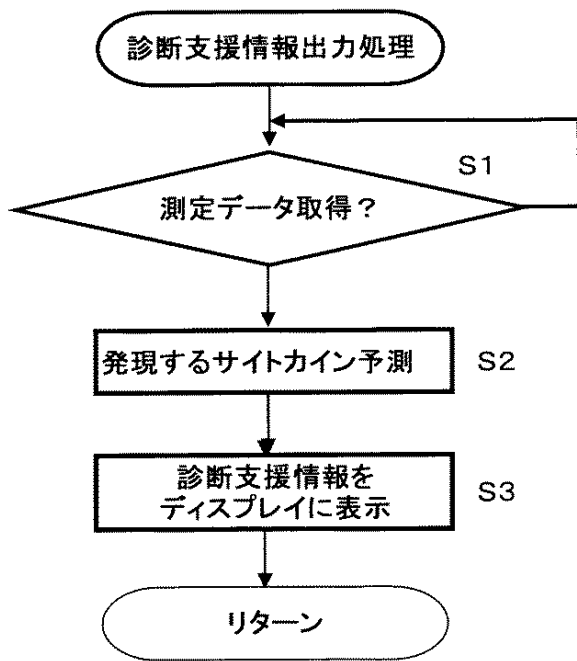 診断支援情報出力処理
S1
測定データ取得？
発現するサイトカイン予測
S2
診断支援情報を
ディスプレイに表示
S3
リターン